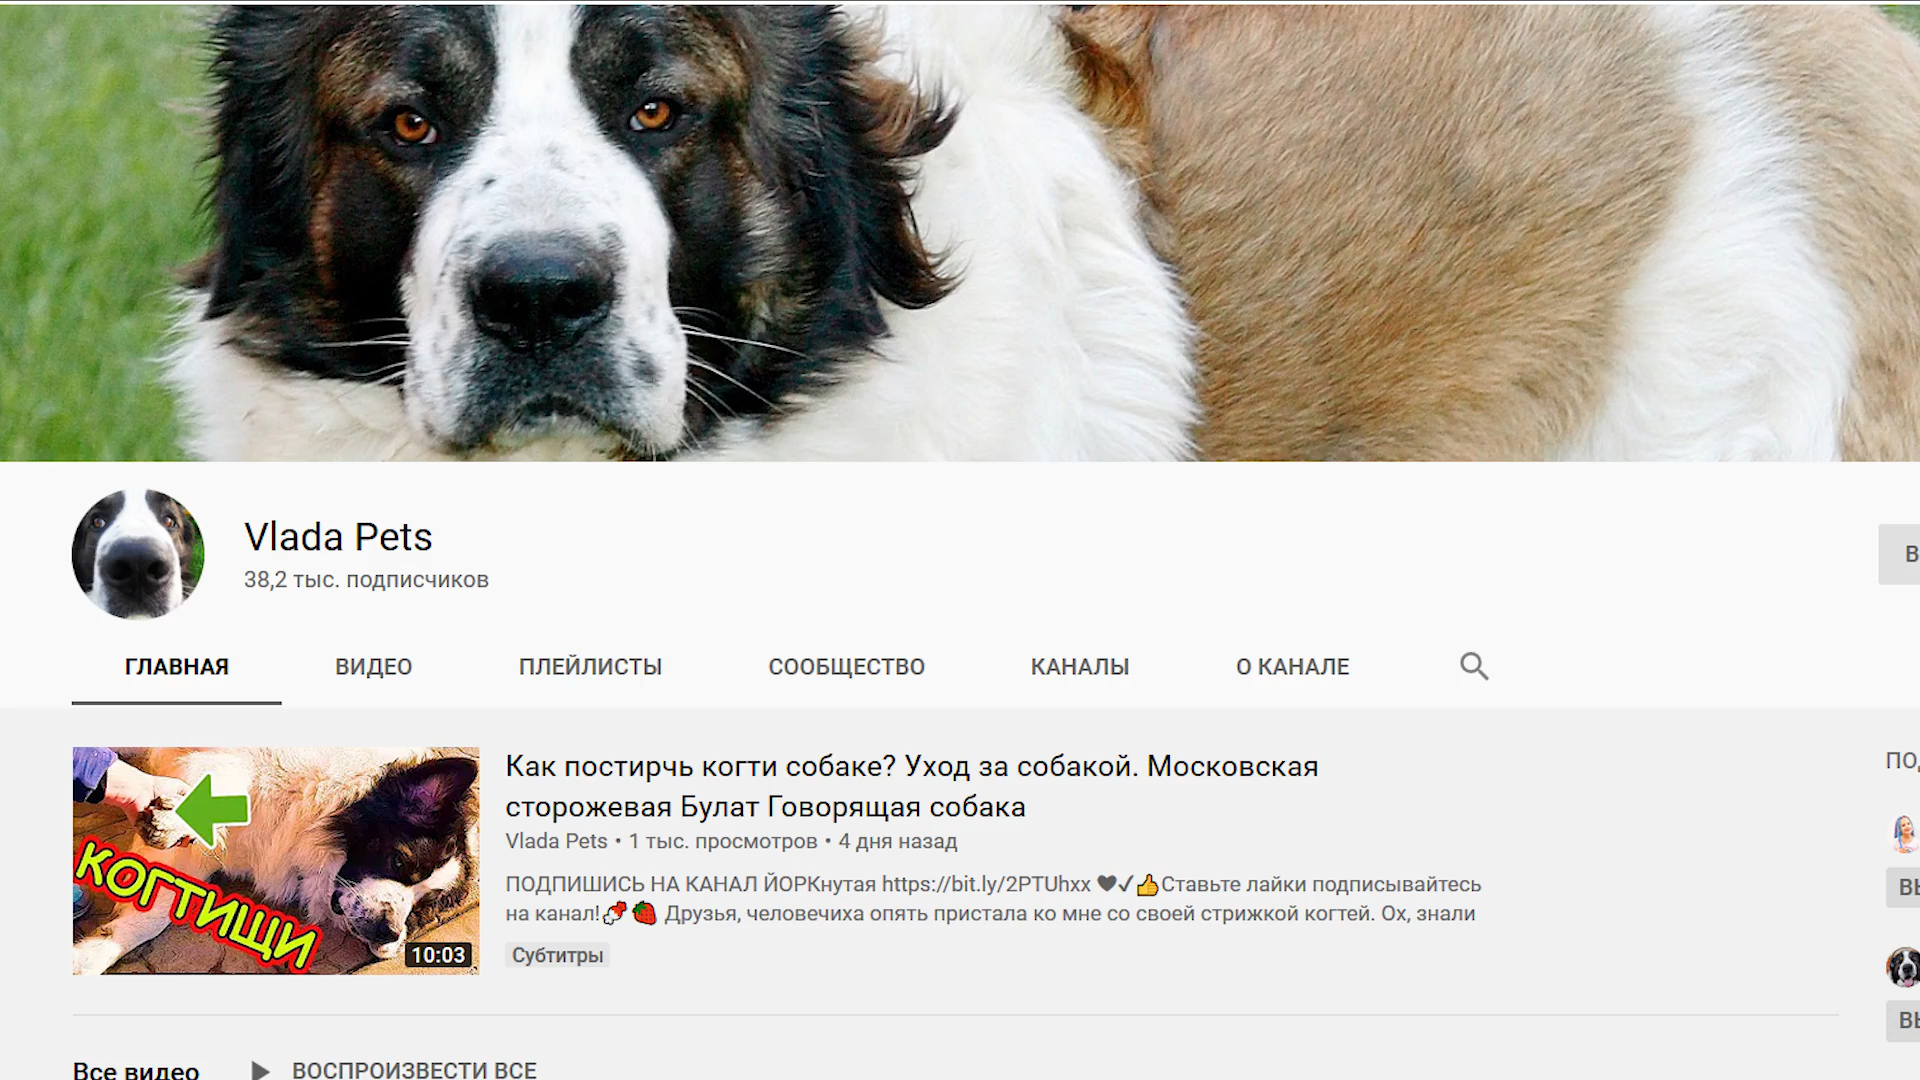 Vlada Pets
38,2 тыс. подписчиков
ГЛАВНАЯ ВИДЕО ПЛЕЙЛИСТЫ СООБЩЕСТВО КАНАЛЫ О КАНАЛЕ
Как постирчь когти собаке? Уход за собакой. Московская
сторожевая Булат Говорящая собака
Vlada Pets • 1 тыс. просмотров • 4 дня назад
ПОДПИШИСЬ НА КАНАЛ ЙОРКнутая https://bit.ly/2PTUhxx 🖤✔👍Ставьте лайки подписывайтесь
на канал!🍖🍓 Друзья, человечиха опять пристала ко мне со своей стрижкой когтей. Ох, знали
Субтитры
КОГТИЩИ
10:03
Все видео ВОСПРОИЗВЕСТИ ВСЕ